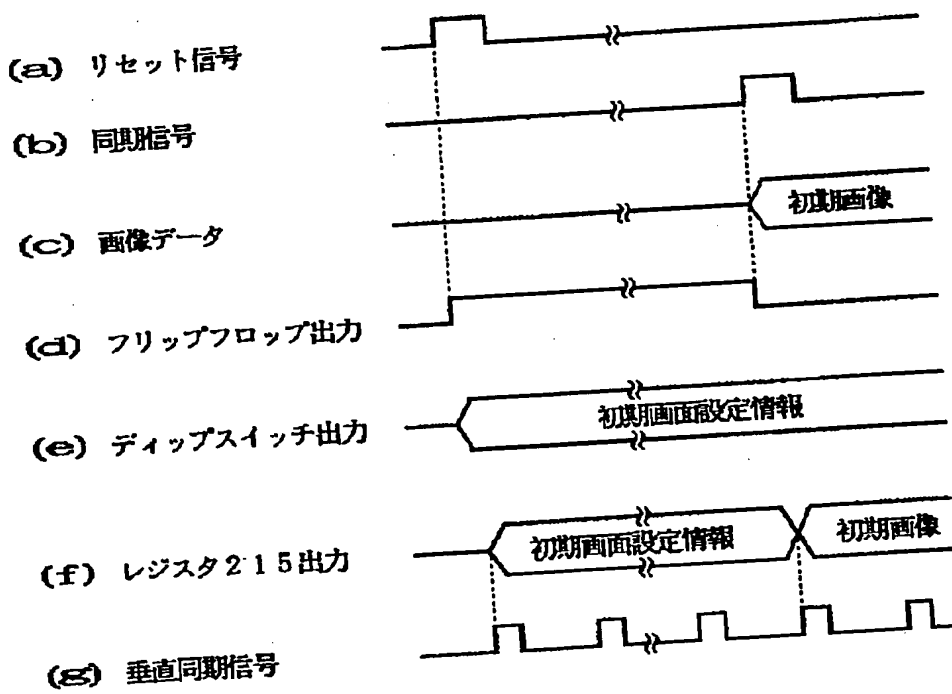 (a) リセット信号
(b) 同期信号
(c) 画像データ
初期画像
(d) フリップフロップ出力
(e) ディップスイッチ出力
初期画面設定情報
(f) レジスタ215出力
初期画面設定情報
初期画像
(g) 垂直同期信号